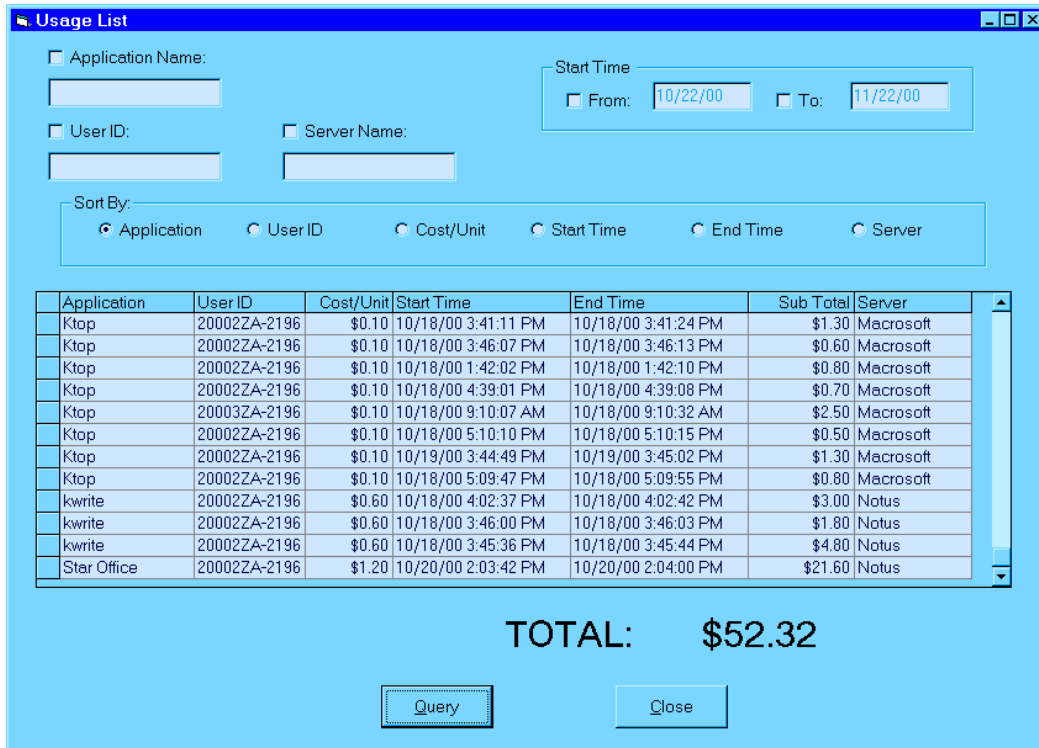 Usage List
Application Name:
Start Time
From: 10/22/00 To: 11/22/00
User ID: Server Name:
Sort By:
Application User ID Cost/Unit Start Time End Time Server
Application User ID Cost/Unit Start Time End Time Sub Total Server
Ktop 20002ZA-2196 $0.10 10/18/00 3:41:11 PM 10/18/00 3:41:24 PM $1.30 Macrosoft
Ktop 20002ZA-2196 $0.10 10/18/00 3:46:07 PM 10/18/00 3:46:13 PM $0.60 Macrosoft
Ktop 20002ZA-2196 $0.10 10/18/00 1:42:02 PM 10/18/00 1:42:10 PM $0.80 Macrosoft
Ktop 20002ZA-2196 $0.10 10/18/00 4:39:01 PM 10/18/00 4:39:08 PM $0.70 Macrosoft
Ktop 20003ZA-2196 $0.10 10/18/00 9:10:07 AM 10/18/00 9:10:32 AM $2.50 Macrosoft
Ktop 20002ZA-2196 $0.10 10/18/00 5:10:10 PM 10/18/00 5:10:15 PM $0.50 Macrosoft
Ktop 20002ZA-2196 $0.10 10/19/00 3:44:49 PM 10/19/00 3:45:02 PM $1.30 Macrosoft
Ktop 20002ZA-2196 $0.10 10/18/00 5:09:47 PM 10/18/00 5:09:55 PM $0.80 Macrosoft
kwrite 20002ZA-2196 $0.60 10/18/00 4:02:37 PM 10/18/00 4:02:42 PM $3.00 Notus
kwrite 20002ZA-2196 $0.60 10/18/00 3:46:00 PM 10/18/00 3:46:03 PM $1.80 Notus
kwrite 20002ZA-2196 $0.60 10/18/00 3:45:36 PM 10/18/00 3:45:44 PM $4.80 Notus
Star Office 20002ZA-2196 $1.20 10/20/00 2:03:42 PM 10/20/00 2:04:00 PM $21.60 Notus
TOTAL: $52.32
Query Close